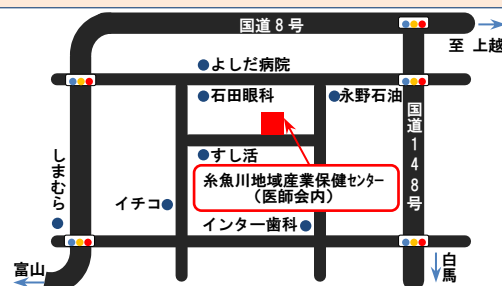 国道8号
至 上越
よしだ病院
石田眼科
永野石油
国道148号
すし活
しまむら
糸魚川地域産業保健ｾﾝﾀｰ
（医師会内）
イチコ
インター歯科
富山
白馬